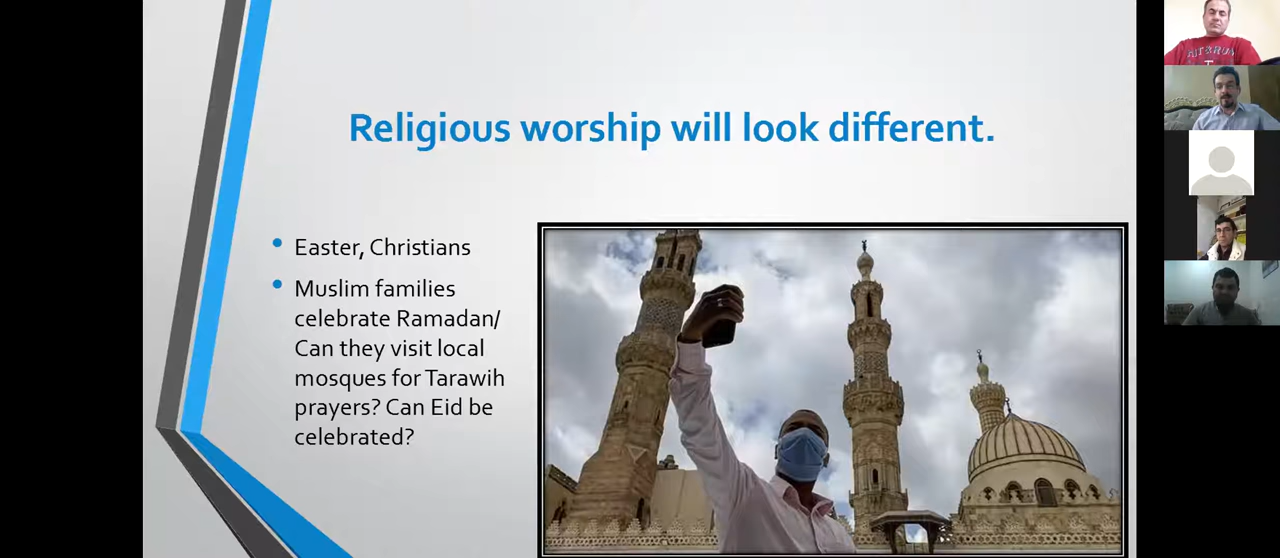 Religious worship will look different.
Easter, Christians
Muslim families
celebrate Ramadan/
Can they visit local
mosques for Tarawih
prayers? Can Eid be
celebrated?